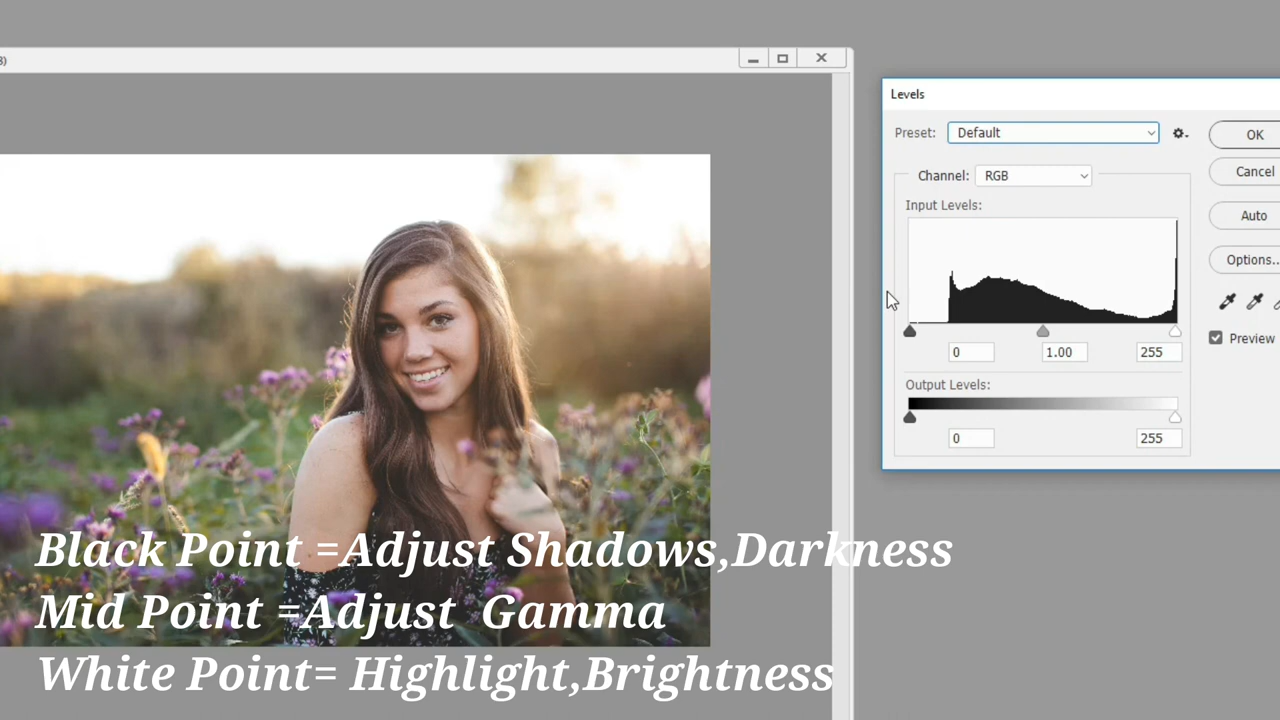 3)
Levels
Preset: Default
OK
Channel: RGB
Cancel
Input Levels:
Auto
Options..
Preview
0 1.00 255
Output Levels:
0 255
Black Point =Adjust Shadows,Darkness
Mid Point =Adjust Gamma
White Point= Highlight,Brightness